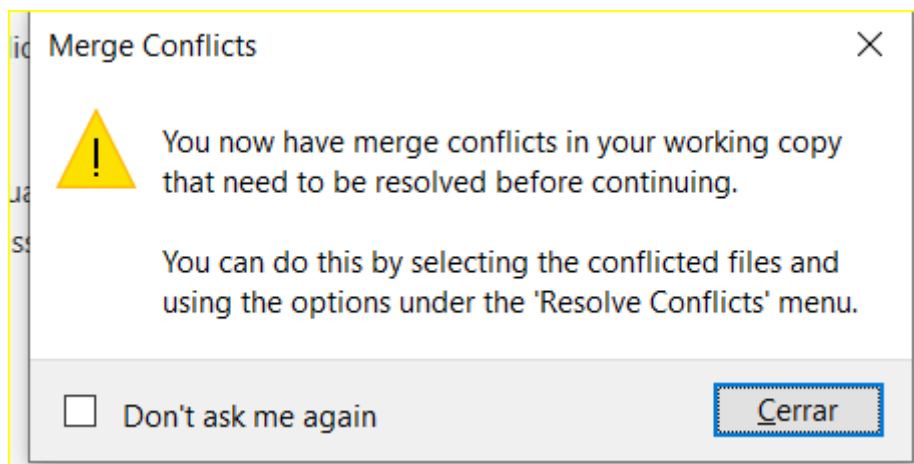 Merge Conflicts
You now have merge conflicts in your working copy
that need to be resolved before continuing.
You can do this by selecting the conflicted files and
using the options under the 'Resolve Conflicts' menu.
Don't ask me again
Cerrar